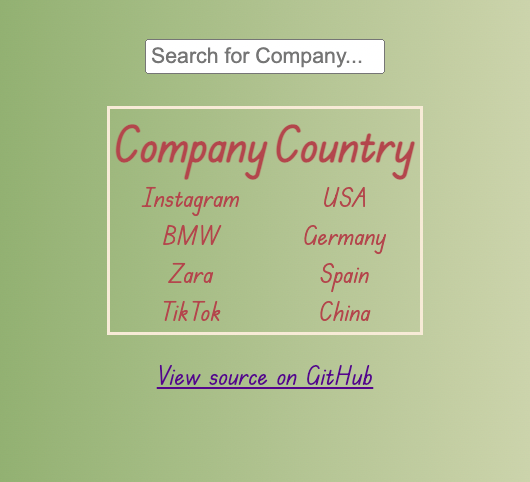 Search for Company...
Company Country
Instagram USA
BMW Germany
Zara Spain
TikTok China
View source on GitHub